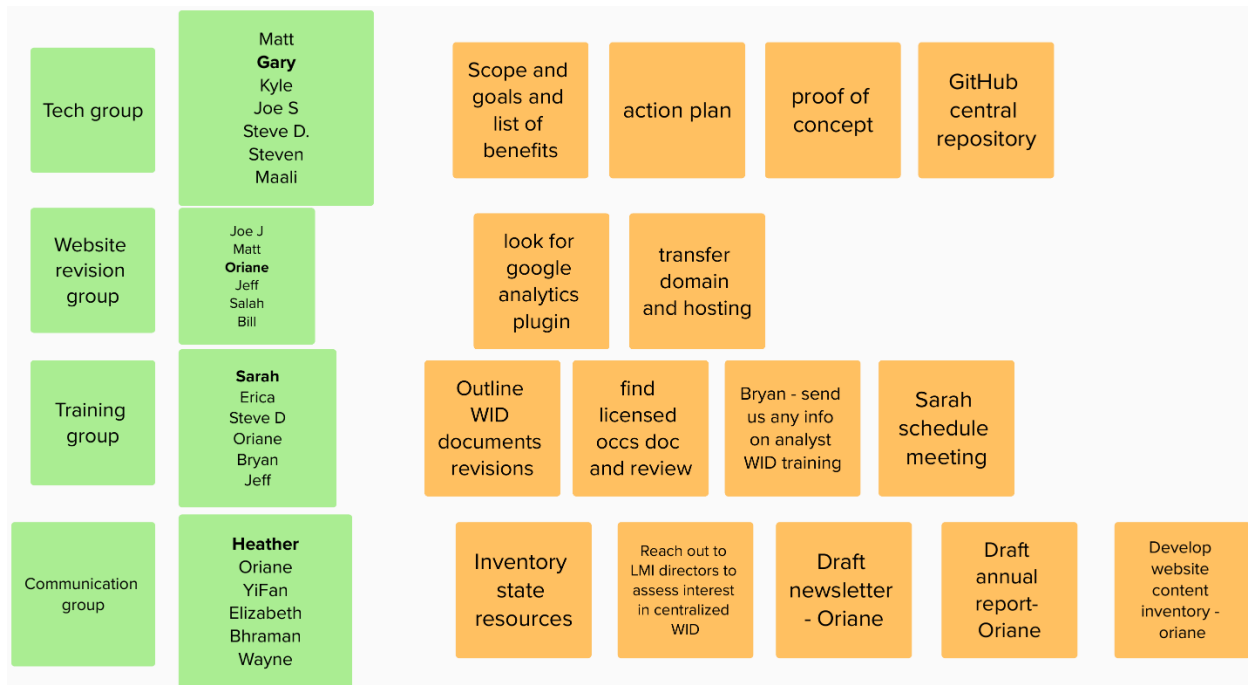 Tech group
Matt
Gary
Kyle
Joe S
Steve D.
Steven
Maali
Scope and
goals and
list of
benefits
action plan
proof of
concept
GitHub
central
repository
Website
revision
group
Joe J
Matt
Oriane
Jeff
Salah
Bill
look for
google
analytics
plugin
transfer
domain
and hosting
Training
group
Sarah
Erica
Steve D
Oriane
Bryan
Jeff
Outline
WID
documents
revisions
find
licensed
occs doc
and review
Bryan - send
us any info
on analyst
WID training
Sarah
schedule
meeting
Communication
group
Heather
Oriane
YiFan
Elizabeth
Bhraman
Wayne
Inventory
state
resources
Reach out to
LMI directors to
assess interest
in centralized
WID
Draft
newsletter
- Oriane
Draft
annual
report-
Oriane
Develop
website
content
inventory -
oriane